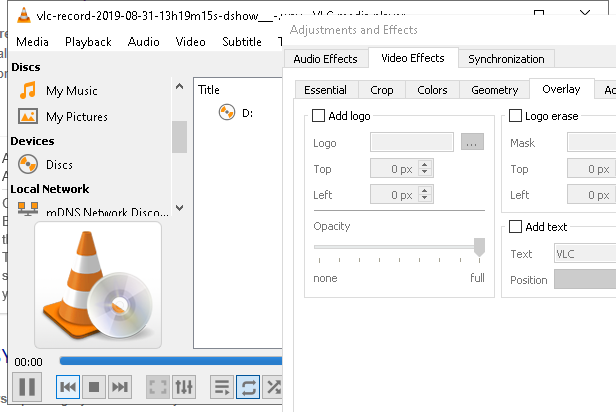 vlc-record-2019-08-31-13h19m15s-dshow___-.wav - VLC media player
Media Playback Audio Video Subtitle T
Discs
My Music
My Pictures
Devices
Discs
Local Network
mDNS Network Disco...
Title
D:
00:00
Adjustments and Effects
Audio Effects Video Effects Synchronization
Essential Crop Colors Geometry Overlay
Add logo
Logo ...
Top 0 px
Left 0 px
Opacity
none full
Logo erase
Mask
Top 0 px
Left 0 px
Add text
Text VLC
Position